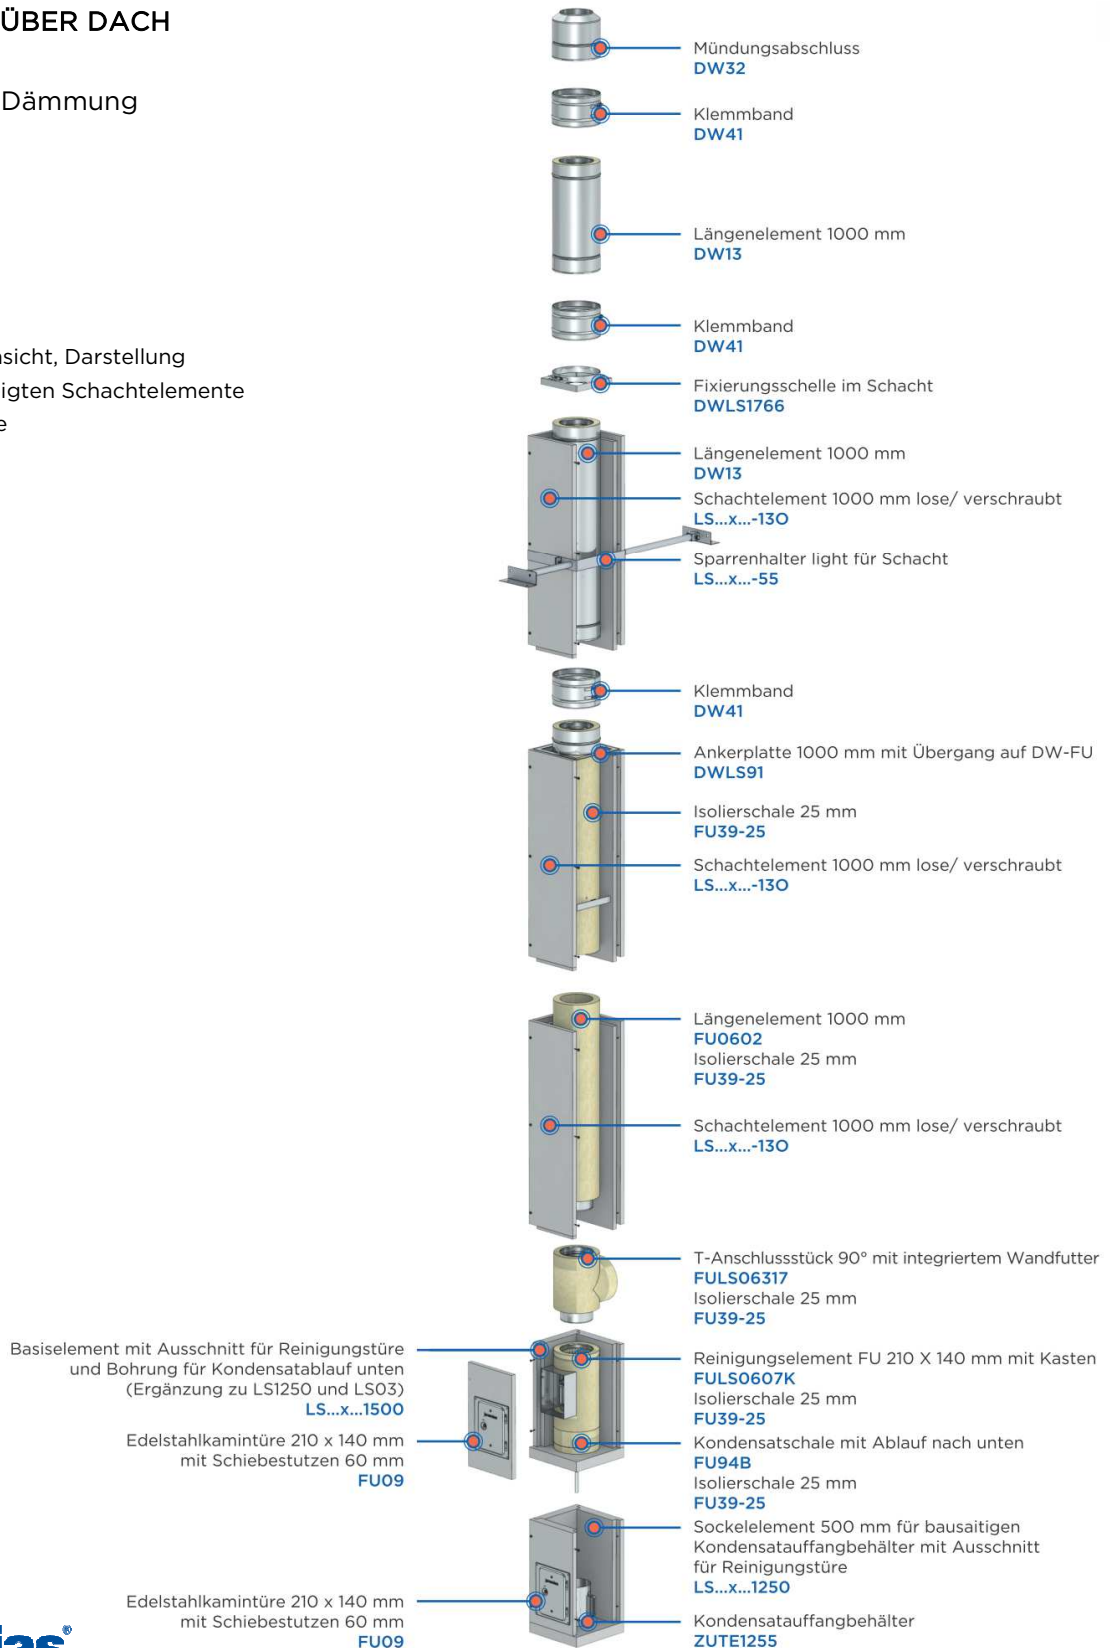 ÜBER DACH
Dämmung
Mündungsabschluss
DW32
Klemmband
DW41
Längenelement 1000 mm
DW13
Klemmband
DW41
nsicht, Darstellung
igten Schachtelemente
e
Fixierungsschelle im Schacht
DWLS1766
Längenelement 1000 mm
DW13
Schachtelement 1000 mm lose/ verschraubt
LS...x...-13O
Sparrenhalter light für Schacht
LS...x...-55
Klemmband
DW41
Ankerplatte 1000 mm mit Übergang auf DW-FU
DWLS91
Isolierschale 25 mm
FU39-25
Schachtelement 1000 mm lose/ verschraubt
LS...x...-13O
Längenelement 1000 mm
FU0602
Isolierschale 25 mm
FU39-25
Schachtelement 1000 mm lose/ verschraubt
LS...x...-13O
T-Anschlussstück 90° mit integriertem Wandfutter
FULS06317
Isolierschale 25 mm
FU39-25
Basiselement mit Ausschnitt für Reinigungstüre
und Bohrung für Kondensatablauf unten
(Ergänzung zu LS1250 und LS03)
LS...x...1500
Edelstahlkamintüre 210 x 140 mm
mit Schiebestutzen 60 mm
FU09
Reinigungselement FU 210 X 140 mm mit Kasten
FULS0607K
Isolierschale 25 mm
FU39-25
Kondensatschale mit Ablauf nach unten
FU94B
Isolierschale 25 mm
FU39-25
Sockelelement 500 mm für bausaitigen
Kondensatauffangbehälter mit Ausschnitt
für Reinigungstüre
LS...x...1250
Edelstahlkamintüre 210 x 140 mm
mit Schiebestutzen 60 mm
FU09
Kondensatauffangbehälter
ZUTE1255